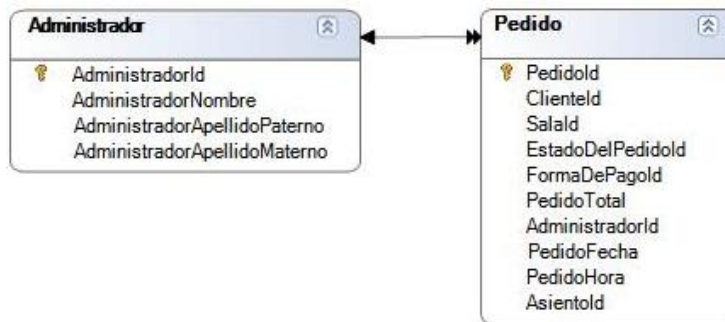 Administrador
AdministradorId
AdministradorNombre
AdministradorApellidoPaterno
AdministradorApellidoMaterno
Pedido
PedidoId
ClienteId
SalaId
EstadoDelPedidoId
FormaDePagoId
PedidoTotal
AdministradorId
PedidoFecha
PedidoHora
AsientoId